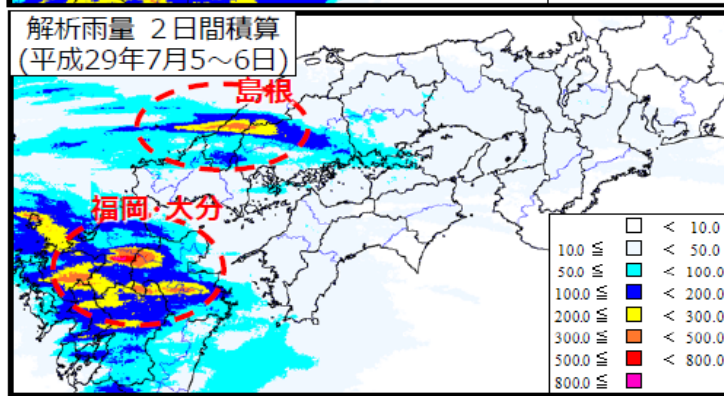 解析雨量 2日間積算
(平成29年7月5～6日)
島根
福岡・大分
< 10.0
10.0 ≦ < 50.0
50.0 ≦ < 100.0
100.0 ≦ < 200.0
200.0 ≦ < 300.0
300.0 ≦ < 500.0
500.0 ≦ < 800.0
800.0 ≦